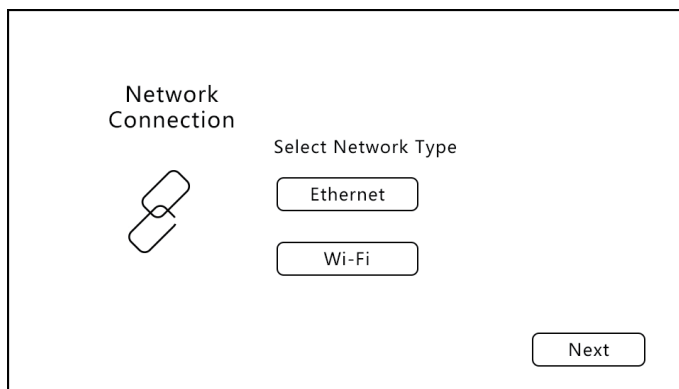 Network
Connection
Select Network Type
Ethernet
Wi-Fi
Next